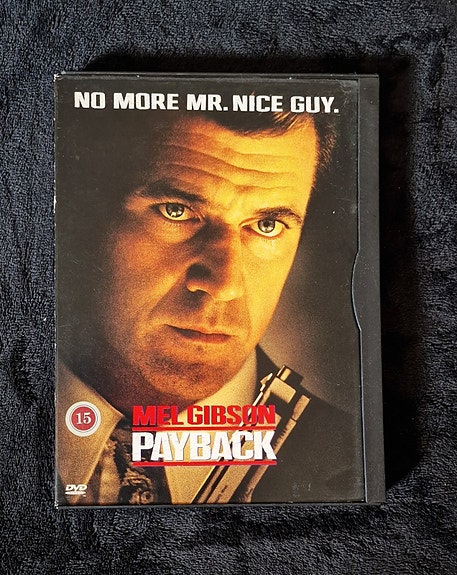 NO MORE MR. NICE GUY.
15
MEL GIBSON
PAYBACK
DVD